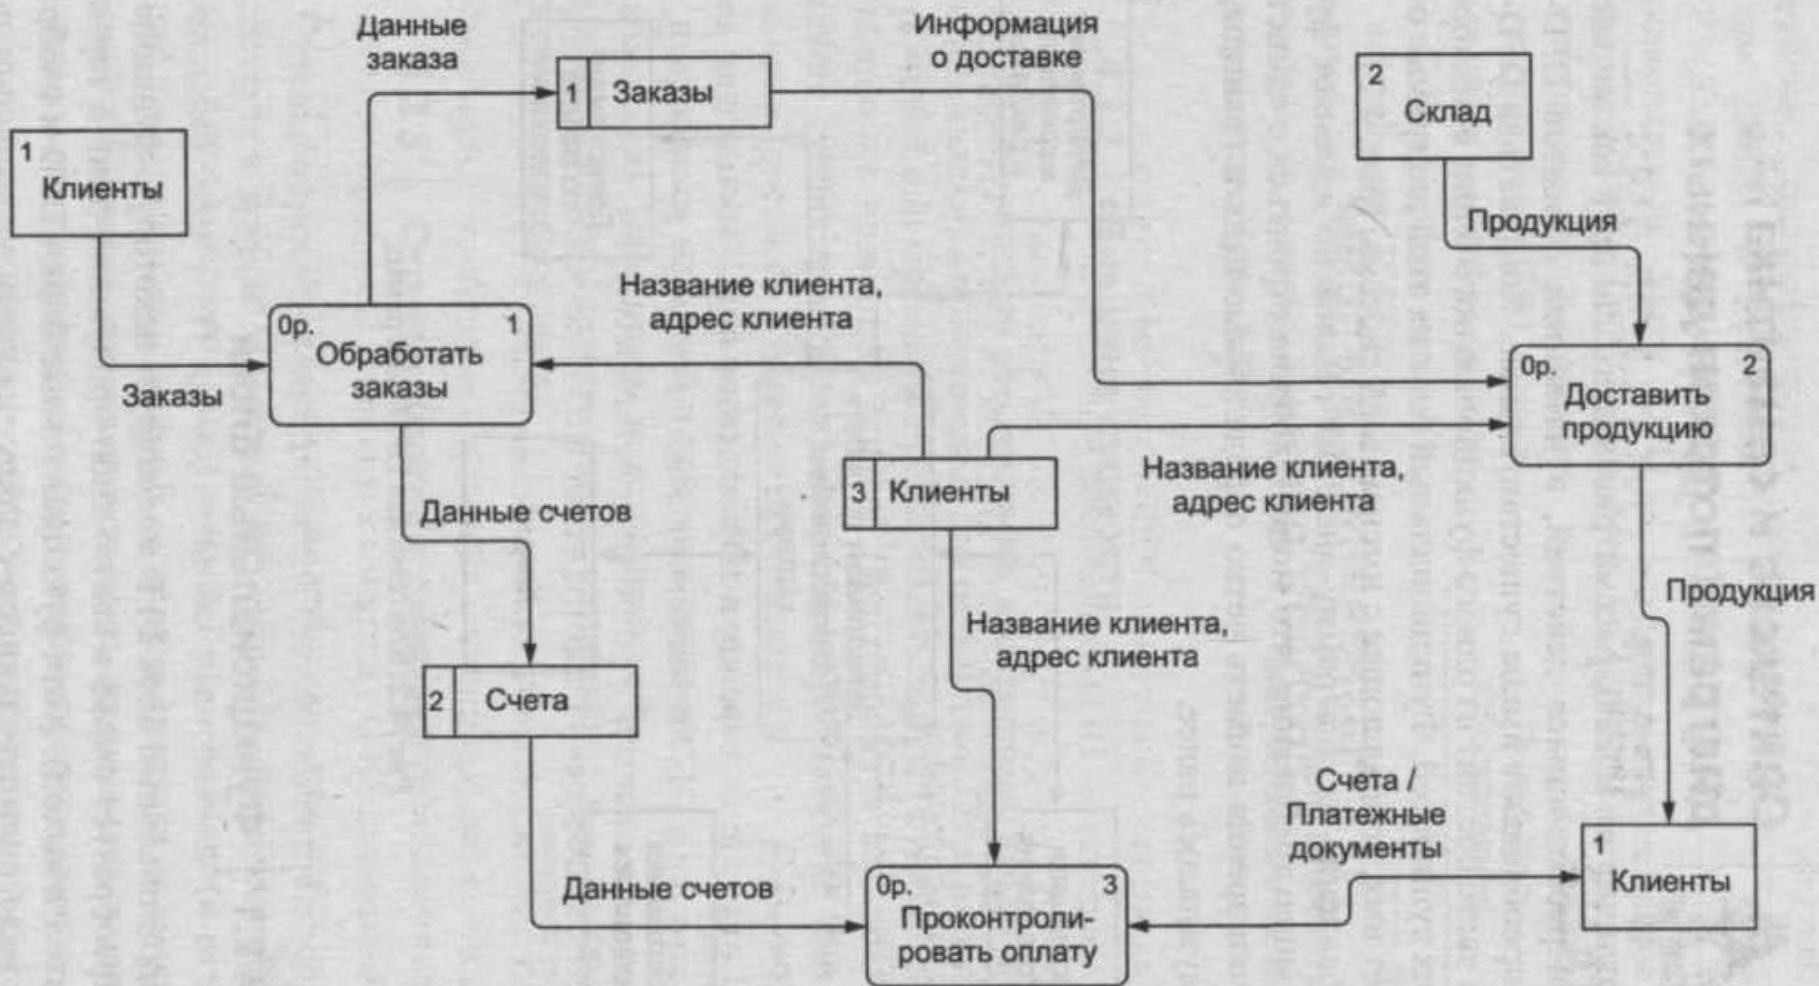 Данные
заказа
Информация
о доставке
1 Заказы
2
Склад
1
Клиенты
Продукция
Название клиента,
адрес клиента
0р. 1
Обработать
заказы
Заказы
0р. 2
Доставить
продукцию
3 Клиенты
Название клиента,
адрес клиента
Данные счетов
Продукция
Название клиента,
адрес клиента
2 Счета
Счета /
Платежные
документы
1
Клиенты
Данные счетов
0р. 3
Проконтроли-
ровать оплату